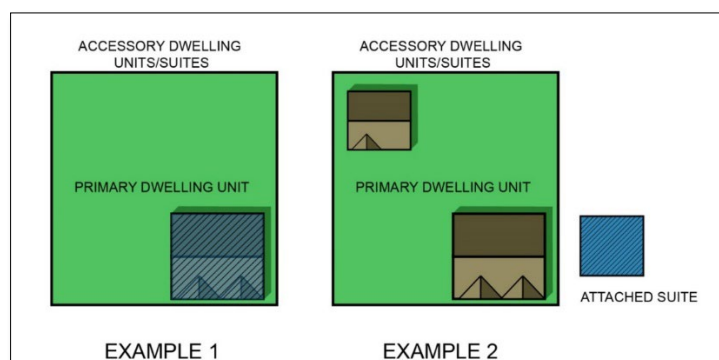 ACCESSORY DWELLING
UNITS/SUITES
PRIMARY DWELLING UNIT
EXAMPLE 1
ACCESSORY DWELLING
UNITS/SUITES
PRIMARY DWELLING UNIT
EXAMPLE 2
ATTACHED SUITE